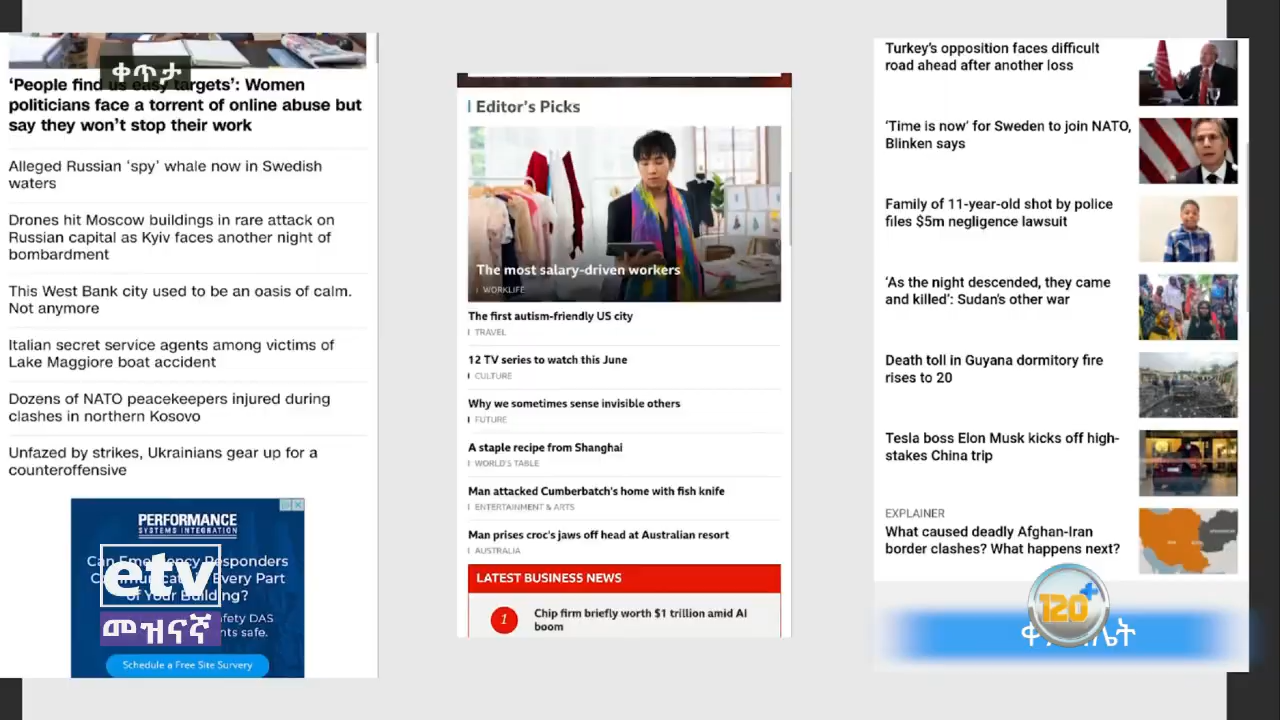 ቀጥታ
‘People find us easy targets’: Women
politicians face a torrent of online abuse but
say they won’t stop their work
Alleged Russian ‘spy’ whale now in Swedish
waters
Drones hit Moscow buildings in rare attack on
Russian capital as Kyiv faces another night of
bombardment
This West Bank city used to be an oasis of calm.
Not anymore
Italian secret service agents among victims of
Lake Maggiore boat accident
Dozens of NATO peacekeepers injured during
clashes in northern Kosovo
Unfazed by strikes, Ukrainians gear up for a
counteroffensive
PERFORMANCE
SYSTEMS INTEGRATION
Can Emergency Responders
Every Part
of Your Building?
DAS
safe.
Schedule a Free Site Survery
etv
መዝናኛ
Editor's Picks
The most salary-driven workers
WORKLIFE
The first autism-friendly US city
TRAVEL
12 TV series to watch this June
CULTURE
Why we sometimes sense invisible others
FUTURE
A staple recipe from Shanghai
WORLD'S TABLE
Man attacked Cumberbatch's home with fish knife
ENTERTAINMENT & ARTS
Man prises croc's jaws off head at Australian resort
AUSTRALIA
LATEST BUSINESS NEWS
1
Chip firm briefly worth $1 trillion amid AI
boom
Turkey’s opposition faces difficult
road ahead after another loss
‘Time is now’ for Sweden to join NATO,
Blinken says
Family of 11-year-old shot by police
files $5m negligence lawsuit
‘As the night descended, they came
and killed’: Sudan’s other war
Death toll in Guyana dormitory fire
rises to 20
Tesla boss Elon Musk kicks off high-
stakes China trip
EXPLAINER
What caused deadly Afghan-Iran
border clashes? What happens next?
120+